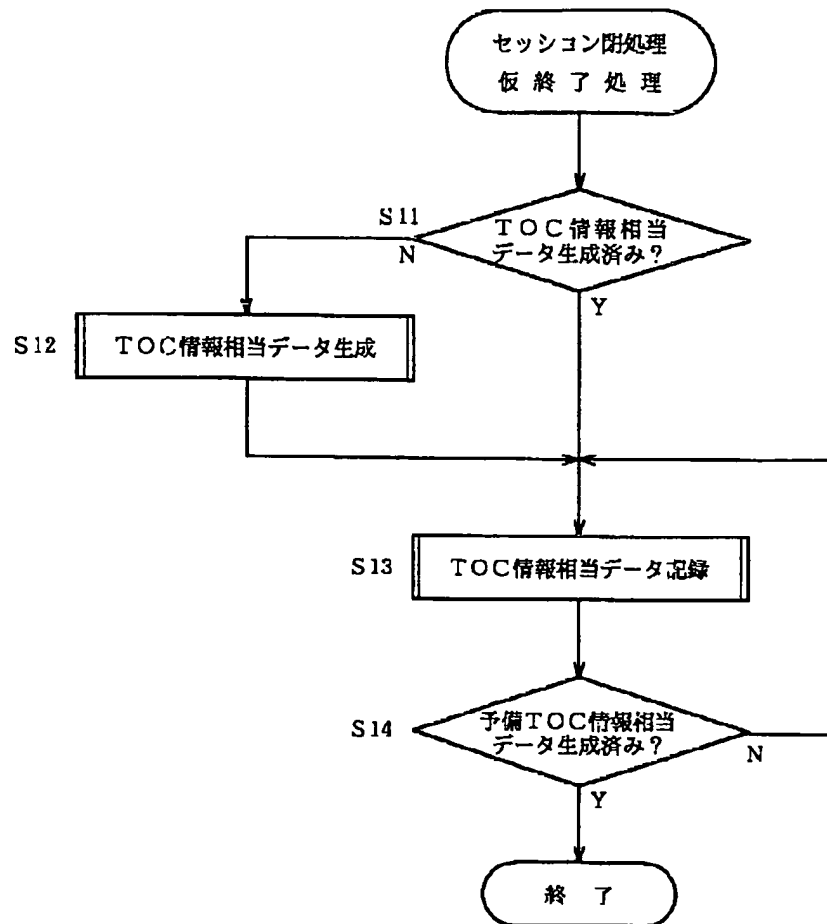 セッション閉処理
仮終了処理
S11
TOC情報相当
データ生成済み?
N
Y
S12
TOC情報相当データ生成
S13
TOC情報相当データ記録
S14
予備TOC情報相当
データ生成済み?
N
Y
終了